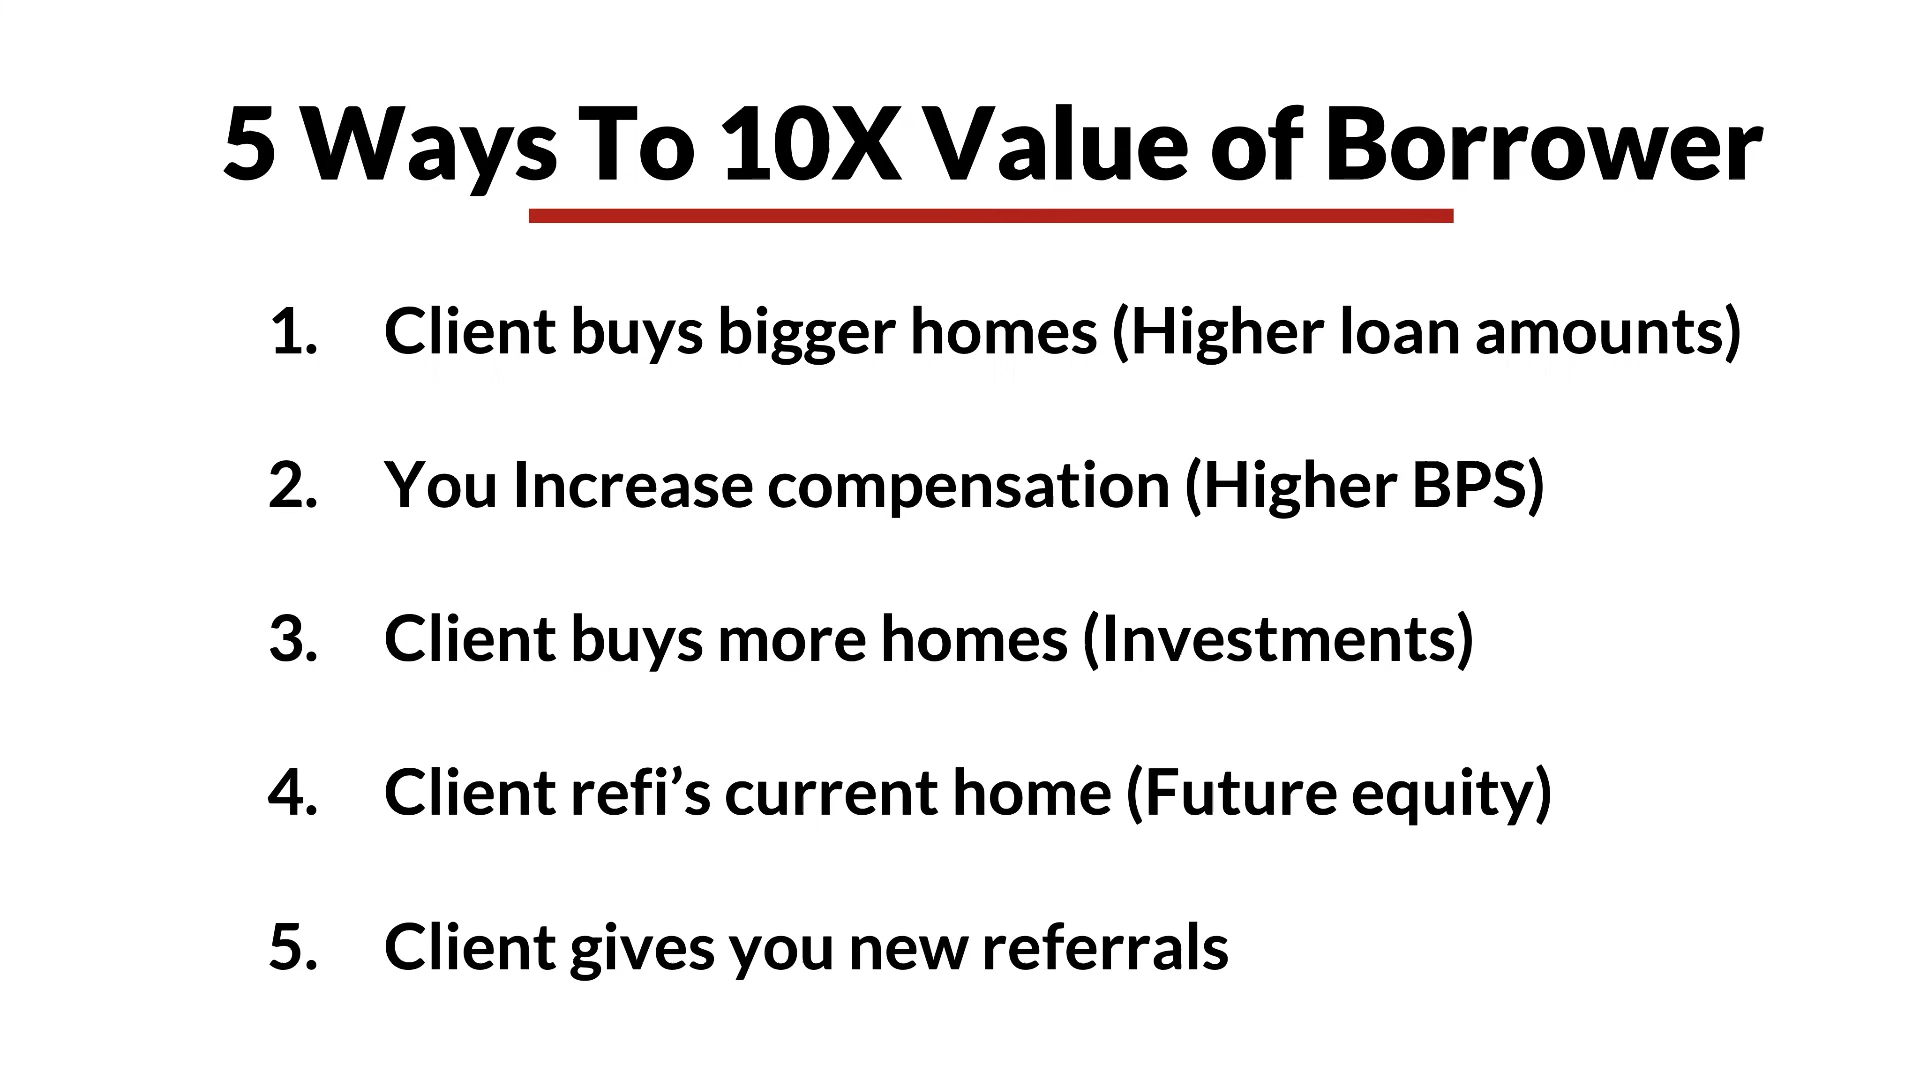 5 Ways To 10X Value of Borrower
1. Client buys bigger homes (Higher loan amounts)
2. You Increase compensation (Higher BPS)
3. Client buys more homes (Investments)
4. Client refi’s current home (Future equity)
5. Client gives you new referrals